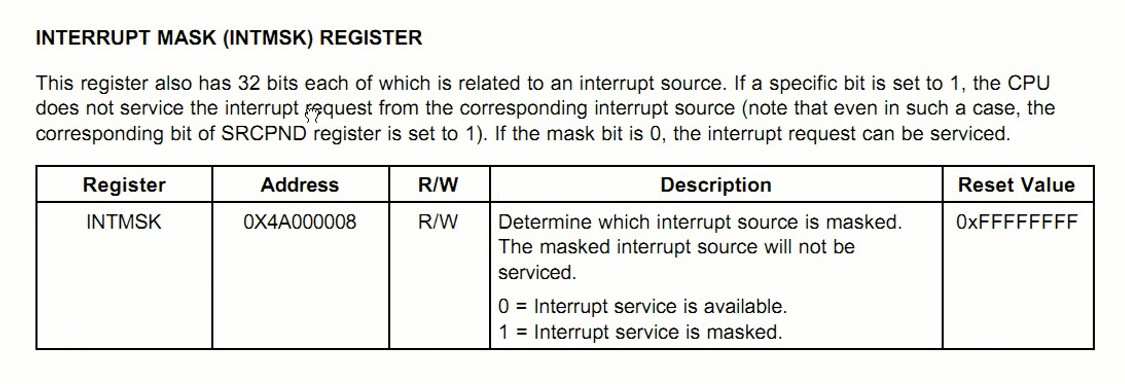 INTERRUPT MASK (INTMSK) REGISTER
This register also has 32 bits each of which is related to an interrupt source. If a specific bit is set to 1, the CPU
does not service the interrupt request from the corresponding interrupt source (note that even in such a case, the
corresponding bit of SRCPND register is set to 1). If the mask bit is 0, the interrupt request can be serviced.
Register Address R/W Description Reset Value
INTMSK 0X4A000008 R/W Determine which interrupt source is masked. 0xFFFFFFFF
The masked interrupt source will not be
serviced.
0 = Interrupt service is available.
1 = Interrupt service is masked.